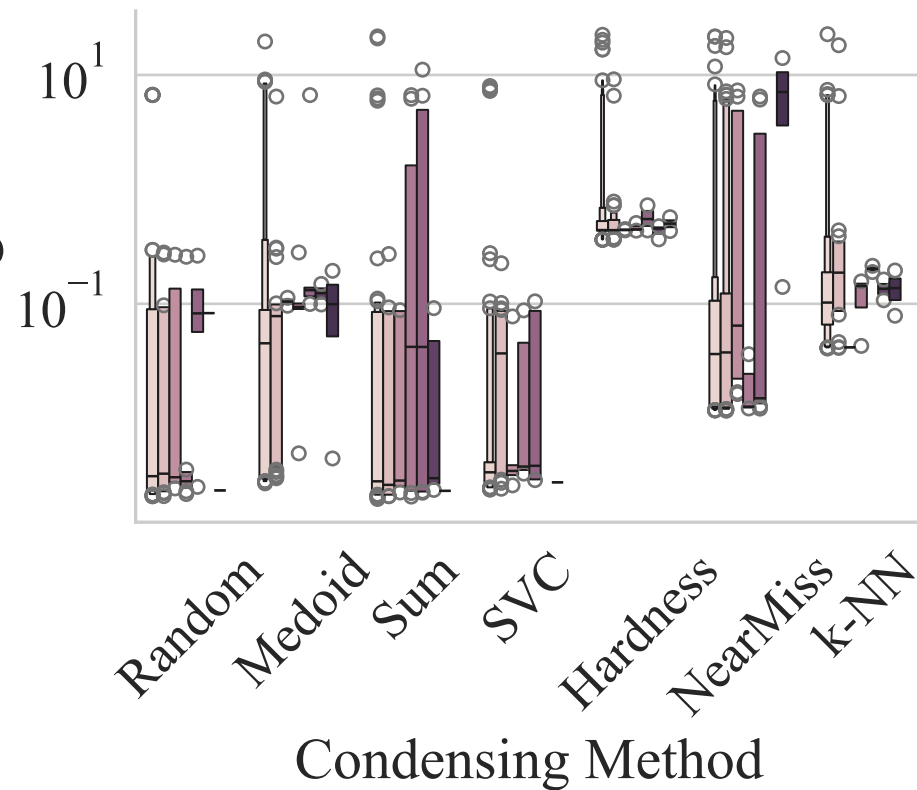 10^1
10^−1
Random
Medoid
Sum
SVC
Hardness
NearMiss
k-NN
Condensing Method